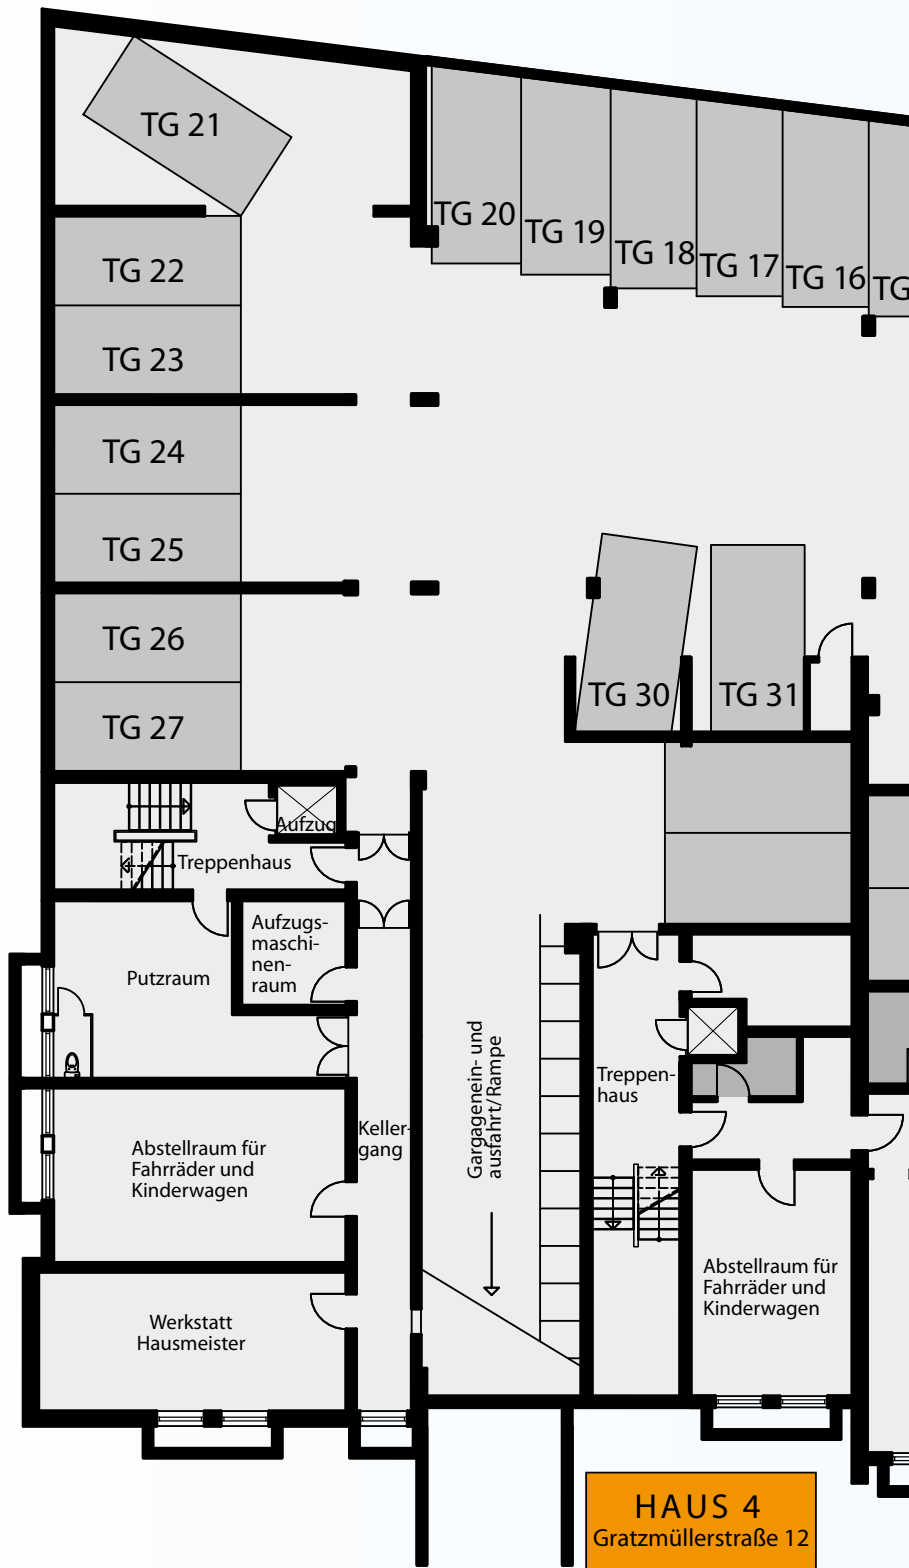 TG 21
TG 20
TG 19
TG 18
TG 17
TG 16
TG
TG 22
TG 23
TG 24
TG 25
TG 26
TG 27
TG 30
TG 31
Aufzug
Treppenhaus
Aufzugs-
maschi-
nen-
raum
Putzraum
Gargagenein- und
ausfahrt/Rampe
Treppen-
haus
Keller-
gang
Abstellraum für
Fahrräder und
Kinderwagen
Abstellraum für
Fahrräder und
Kinderwagen
Werkstatt
Hausmeister
HAUS 4
Gratzmüllerstraße 12